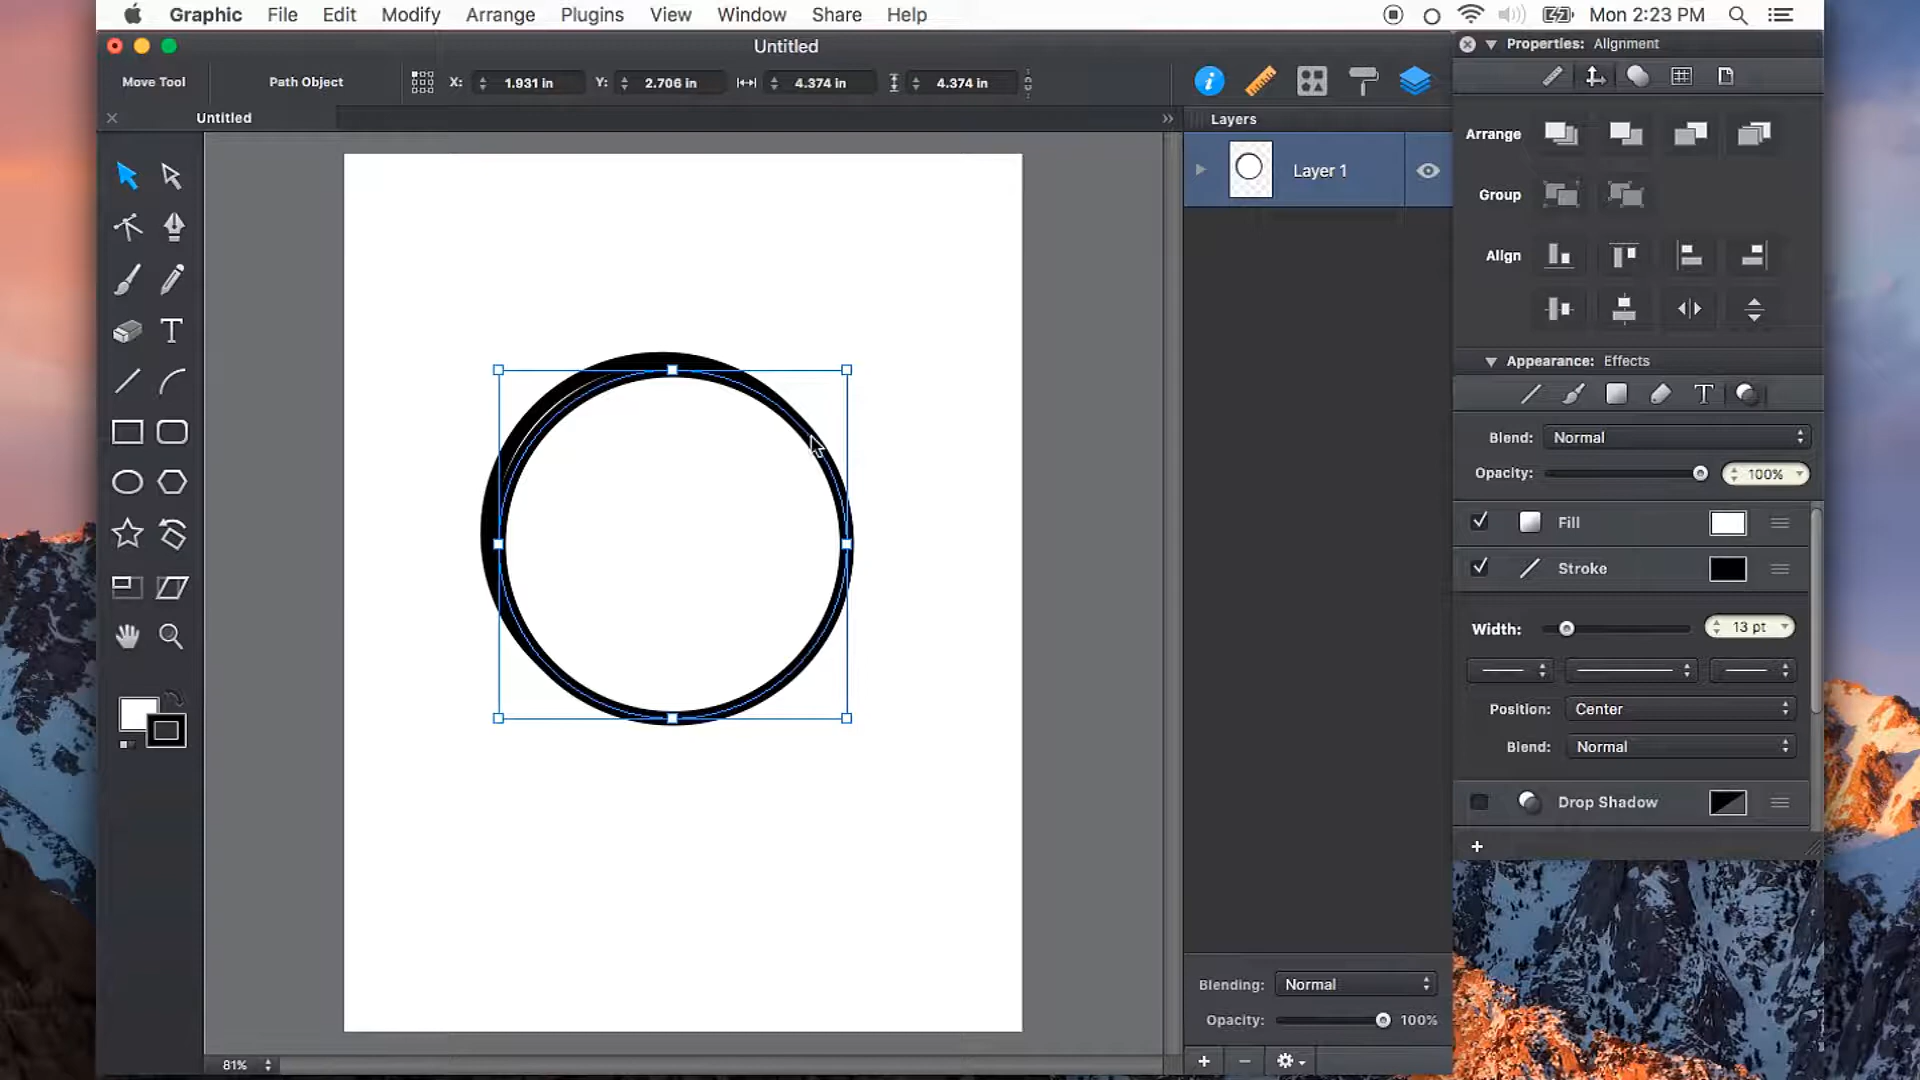 Graphic File Edit Modify Arrange Plugins View Window Share Help Mon 2:23 PM
Untitled
Properties: Alignment
Move Tool Path Object X: 1.931 in Y: 2.706 in 4.374 in 4.374 in
Untitled
Layers
Arrange
Layer 1
Group
Align
Appearance: Effects
T
T
Blend: Normal
Opacity: 100%
Fill
Stroke
Width: 13 pt
Position: Center
Blend: Normal
Drop Shadow
Blending: Normal
Opacity: 100%
81%